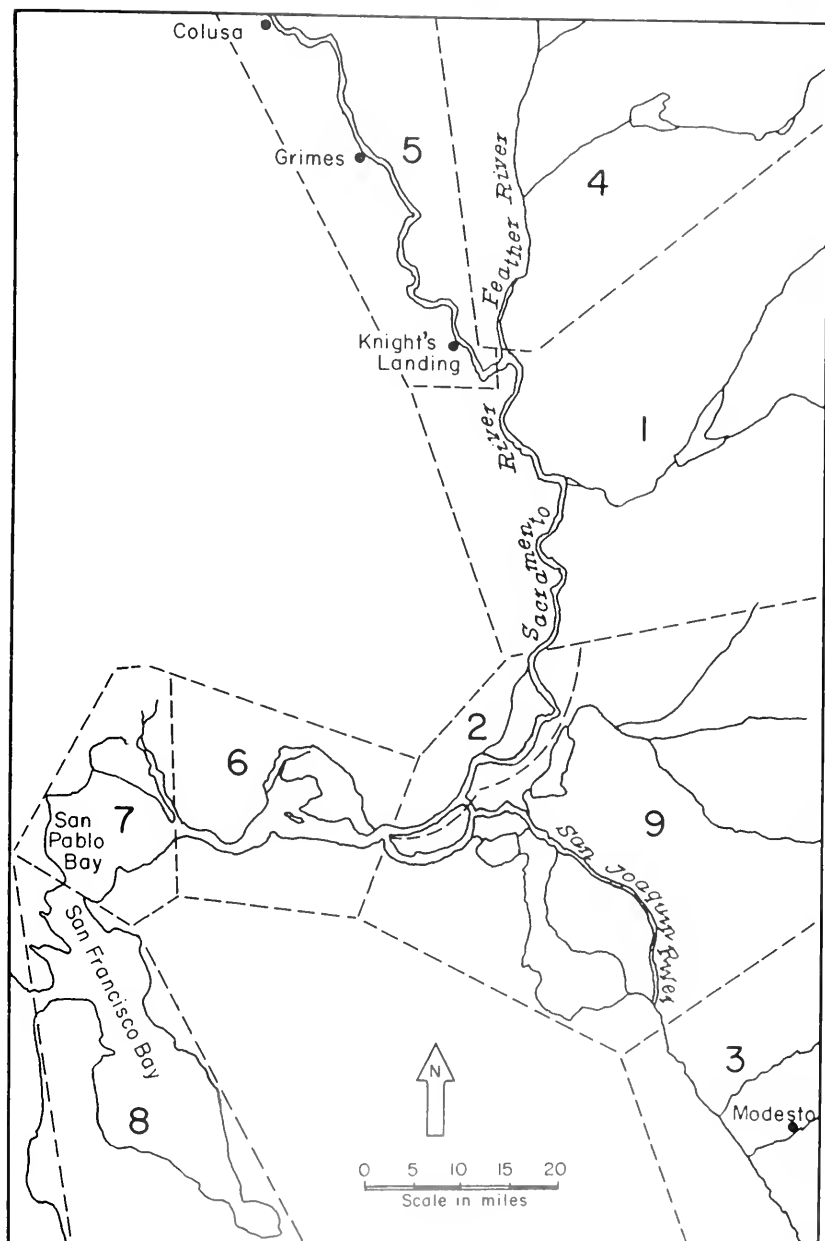 Colusa
Grimes
5
4
Feather River
Knight's
Landing
1
River
Sacramento
2
6
7
San
Pablo
Bay
9
San Joaquin River
San Francisco Bay
3
N
8
Modesto
0 5 10 15 20
Scale in miles